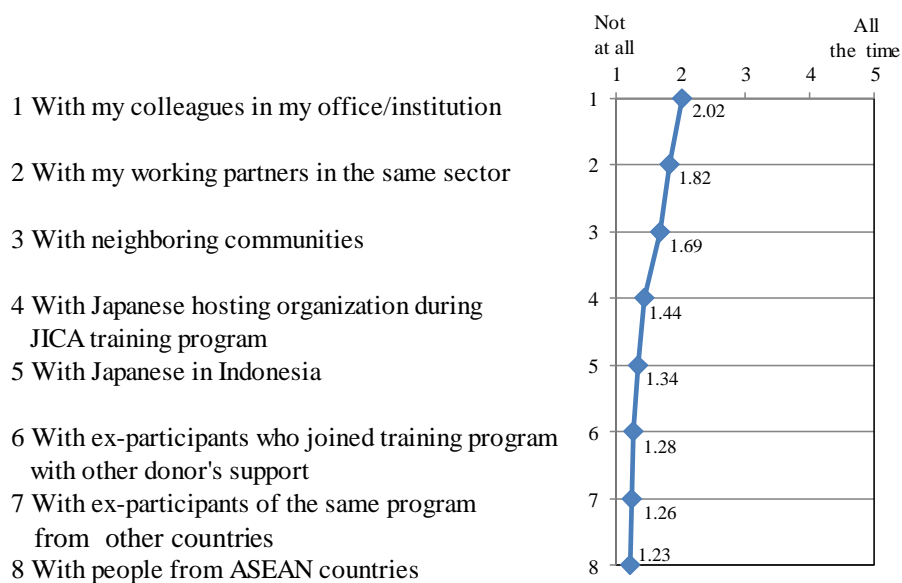 Not
at all
All
the time
1 2 3 4 5
1 With my colleagues in my office/institution
1
2.02
2 With my working partners in the same sector
2
1.82
3 With neighboring communities
3
1.69
4 With Japanese hosting organization during
JICA training program
4
1.44
5 With Japanese in Indonesia
5
1.34
6 With ex-participants who joined training program
with other donor's support
6
1.28
7 With ex-participants of the same program
from other countries
7
1.26
8 With people from ASEAN countries
8
1.23